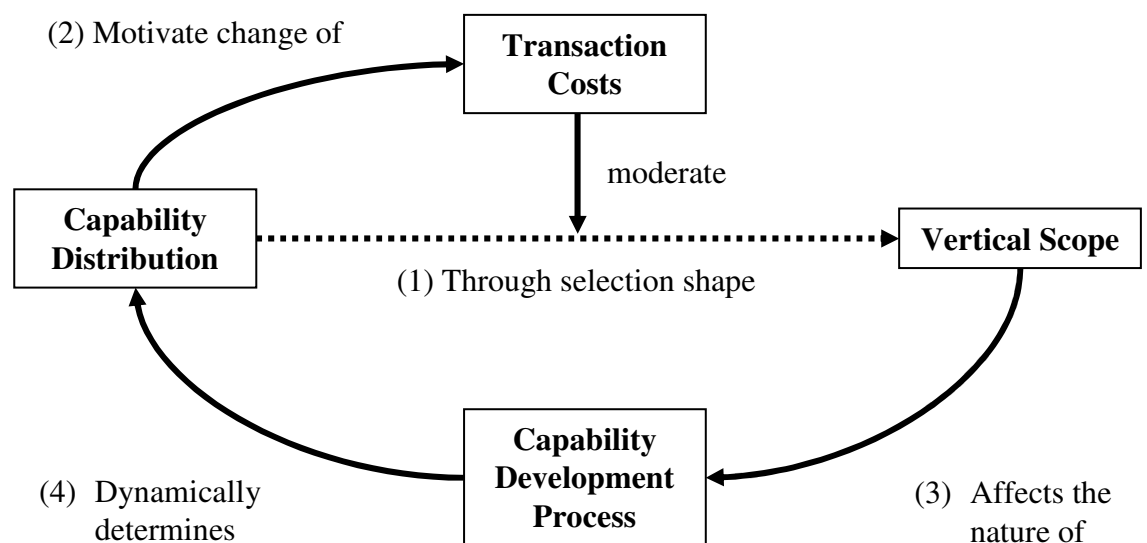 (2) Motivate change of
Transaction
Costs
moderate
Capability
Distribution
Vertical Scope
(1) Through selection shape
Capability
Development
Process
(4) Dynamically
determines
(3) Affects the
nature of